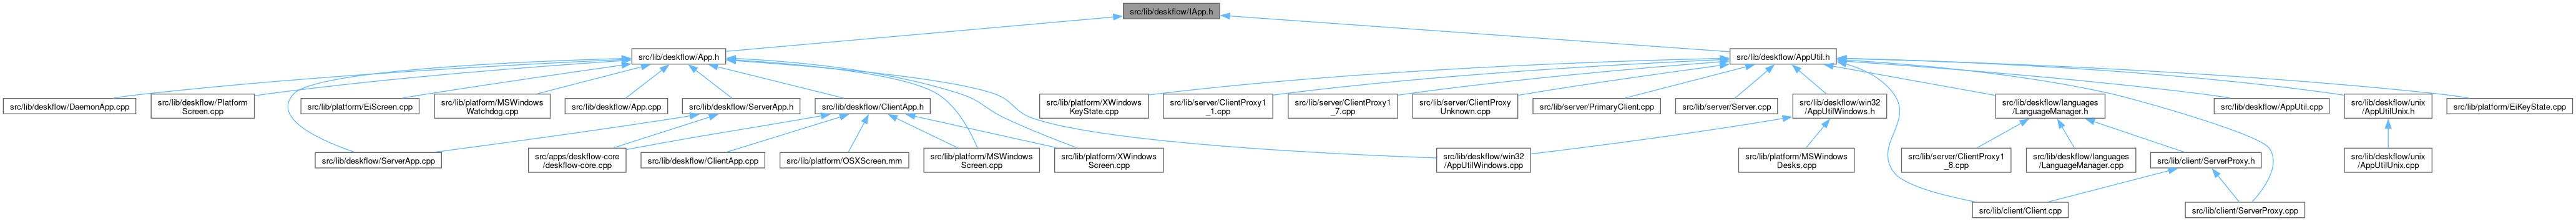 src/lib/deskflow/IApp.h
src/lib/deskflow/App.h
src/lib/deskflow/AppUtil.h
src/lib/deskflow/DaemonApp.cpp
src/lib/deskflow/Platform
Screen.cpp
src/lib/platform/EiScreen.cpp
src/lib/platform/MSWindows
Watchdog.cpp
src/lib/deskflow/App.cpp
src/lib/deskflow/ServerApp.h
src/lib/deskflow/ClientApp.h
src/lib/platform/XWindows
KeyState.cpp
src/lib/server/ClientProxy1
_1.cpp
src/lib/server/ClientProxy1
_7.cpp
src/lib/server/ClientProxy
Unknown.cpp
src/lib/server/PrimaryClient.cpp
src/lib/server/Server.cpp
src/lib/deskflow/win32
/AppUtilWindows.h
src/lib/deskflow/languages
/LanguageManager.h
src/lib/deskflow/AppUtil.cpp
src/lib/deskflow/unix
/AppUtilUnix.h
src/lib/platform/EiKeyState.cpp
src/lib/deskflow/ServerApp.cpp
src/apps/deskflow-core
/deskflow-core.cpp
src/lib/deskflow/ClientApp.cpp
src/lib/platform/OSXScreen.mm
src/lib/platform/MSWindows
Screen.cpp
src/lib/platform/XWindows
Screen.cpp
src/lib/deskflow/win32
/AppUtilWindows.cpp
src/lib/platform/MSWindows
Desks.cpp
src/lib/server/ClientProxy1
_8.cpp
src/lib/deskflow/languages
/LanguageManager.cpp
src/lib/client/ServerProxy.h
src/lib/deskflow/unix
/AppUtilUnix.cpp
src/lib/client/Client.cpp
src/lib/client/ServerProxy.cpp